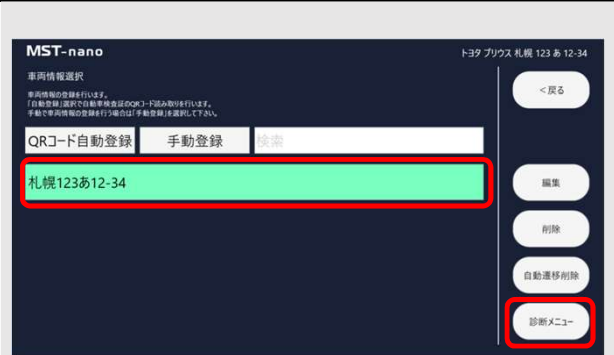 MST-nano
トヨタ プリウス 札幌 123 あ 12-34
車両情報選択
車両情報の登録を行います。
「自動登録」選択で自動車検査証のQRコード読み取りを行います。
手動で車両情報の登録を行う場合は「手動登録」を選択して下さい。
<戻る
QRコード自動登録
手動登録
検索
札幌123あ12-34
編集
削除
自動遷移削除
診断メニュー